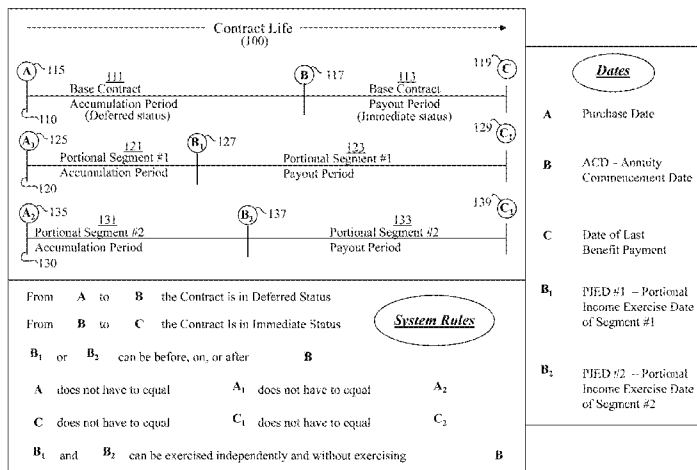 Contract Life
(100)
A 115 111 B 117 113 119 C
Base Contract Base Contract
Accumulation Period Payout Period
(Deferred status) (Immediate status)
110
A1 125 121 B1 127 123 129 C1
Portional Segment #1 Portional Segment #1
Accumulation Period Payout Period
120
A2 135 131 B2 137 133 139
Portional Segment #2 Portional Segment #2
Accumulation Period Payout Period
130
From A to B the Contract is in Deferred Status
From B to C the Contract Is in Immediate Status
System Rules
B1 or B2 can be before, on, or after B
A does not have to equal A1 does not have to equal A2
C does not have to equal C1 does not have to equal C2
B1 and B2 can be exercised independently and without exercising B
Dates
A Purchase Date
B ACD – Annuity
Commencement Date
C Date of Last
Benefit Payment
B1 PIED #1 – Portional
Income Exercise Date
of Segment #1
B2 PIED #2 – Portional
Income Exercise Date
of Segment #2